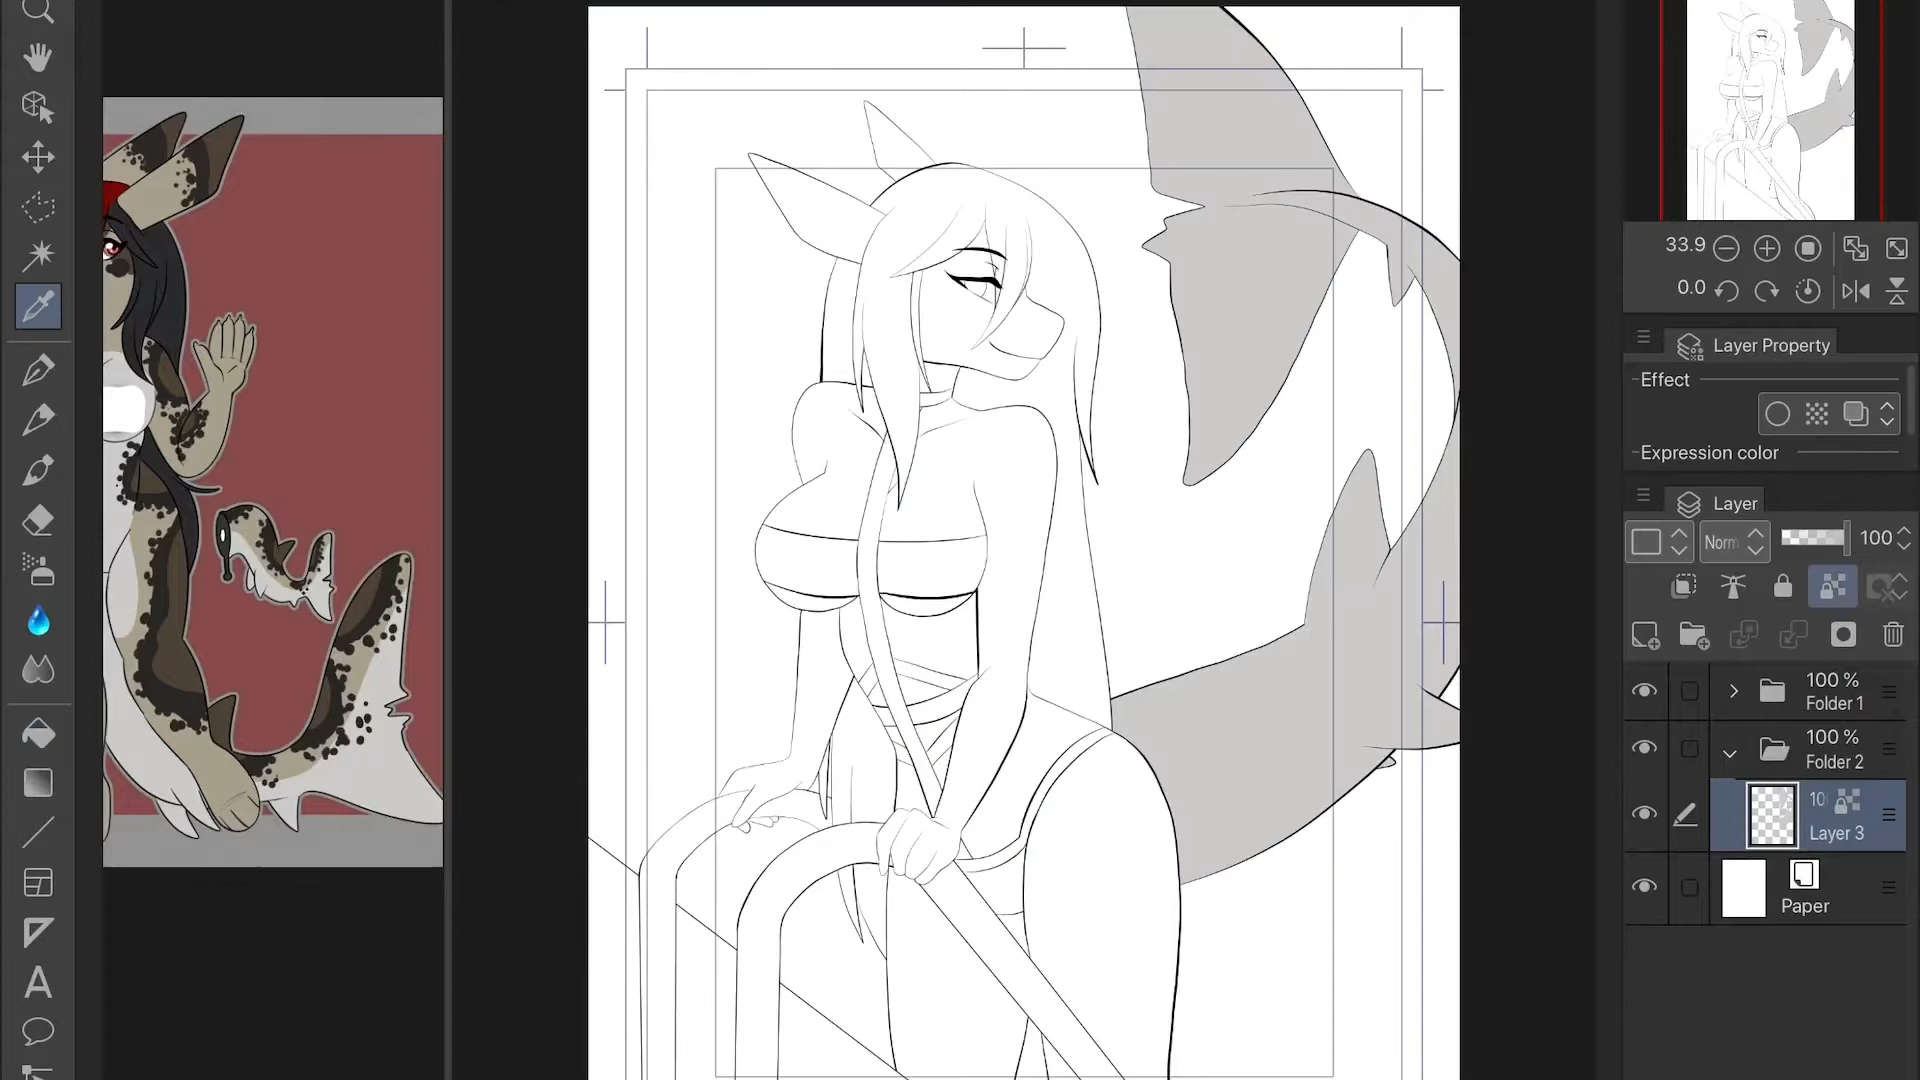 33.9
0.0
Layer Property
Effect
Expression color
Layer
Norm
100
100 %
Folder 1
100 %
Folder 2
10
Layer 3
Paper